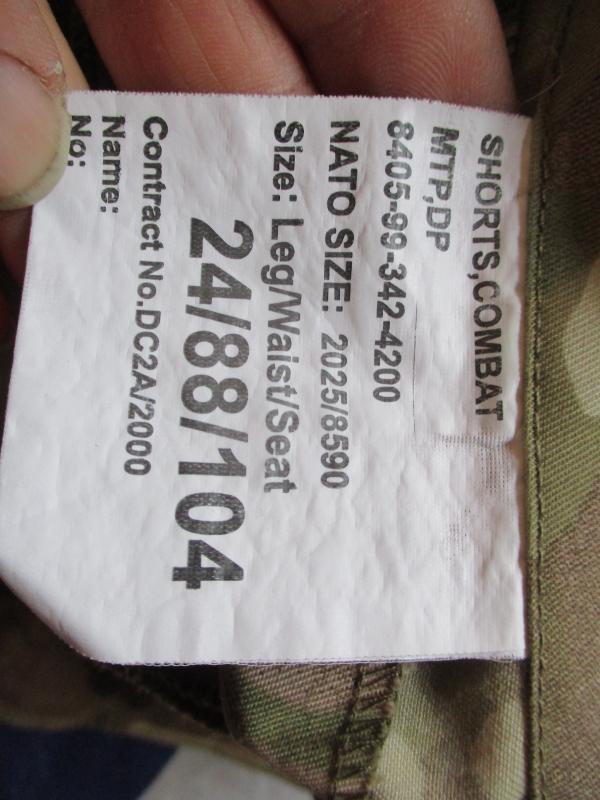 SHORTS,COMBAT
MTP,DP
8405-99-342-4200
NATO SIZE: 2025/8590
Size: Leg/Waist/Seat
24/88/104
Contract No.DC2A/2000
Name:
No: